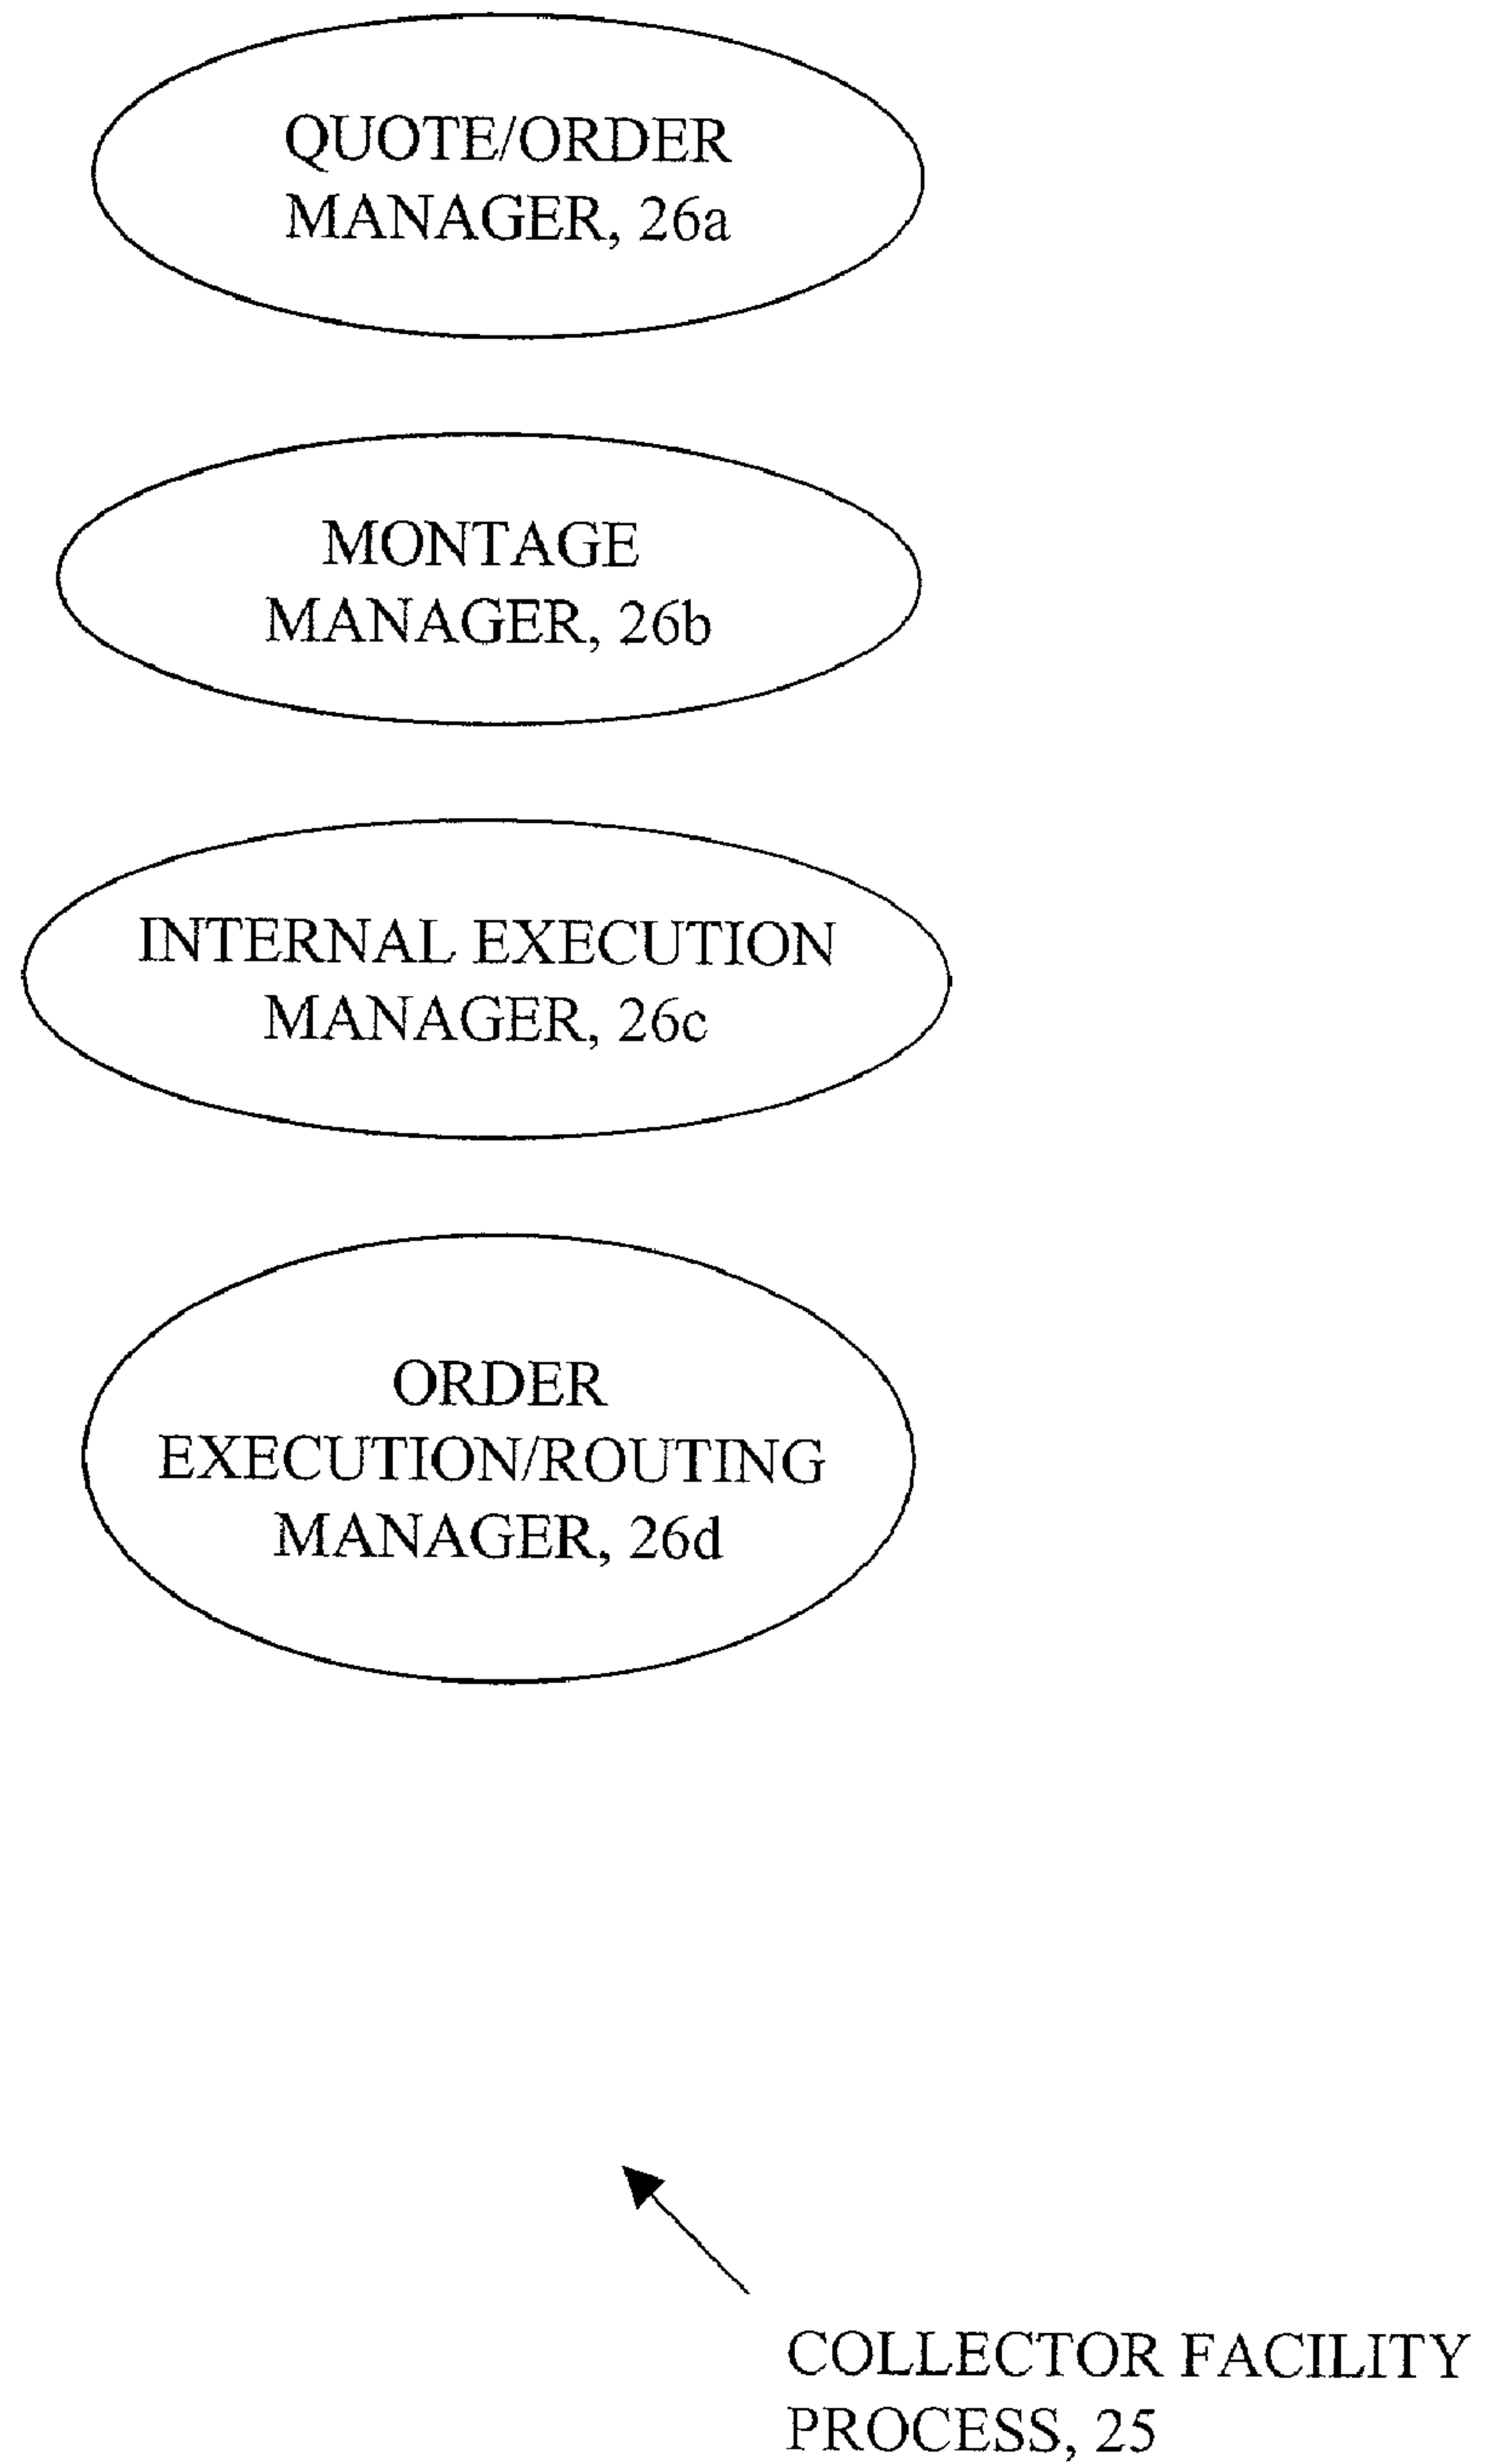 QUOTE/ORDER
MANAGER, 26a
MONTAGE
MANAGER, 26b
INTERNAL EXECUTION
MANAGER, 26c
ORDER
EXECUTION/ROUTING
MANAGER, 26d
COLLECTOR FACILITY
PROCESS, 25